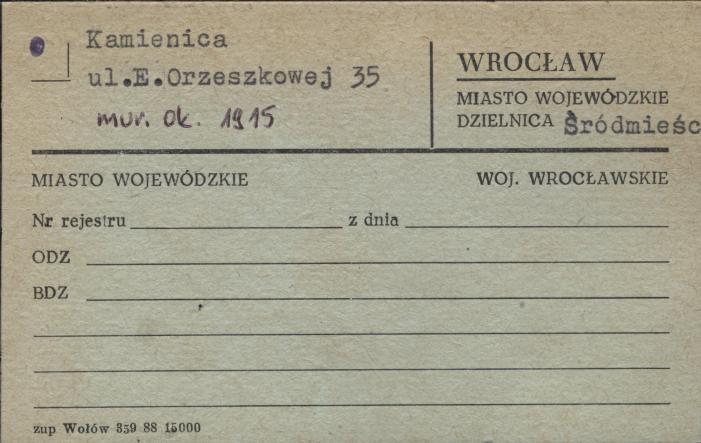 Kamienica
ul.E.Orzeszkowej 35
mur. ok. 1915
WROCŁAW
MIASTO WOJEWÓDZKIE
DZIELNICA Śródmieśc
MIASTO WOJEWÓDZKIE
WOJ. WROCŁAWSKIE
Nr rejestru z dnia
ODZ
BDZ
zup Wołów 359 88 15000